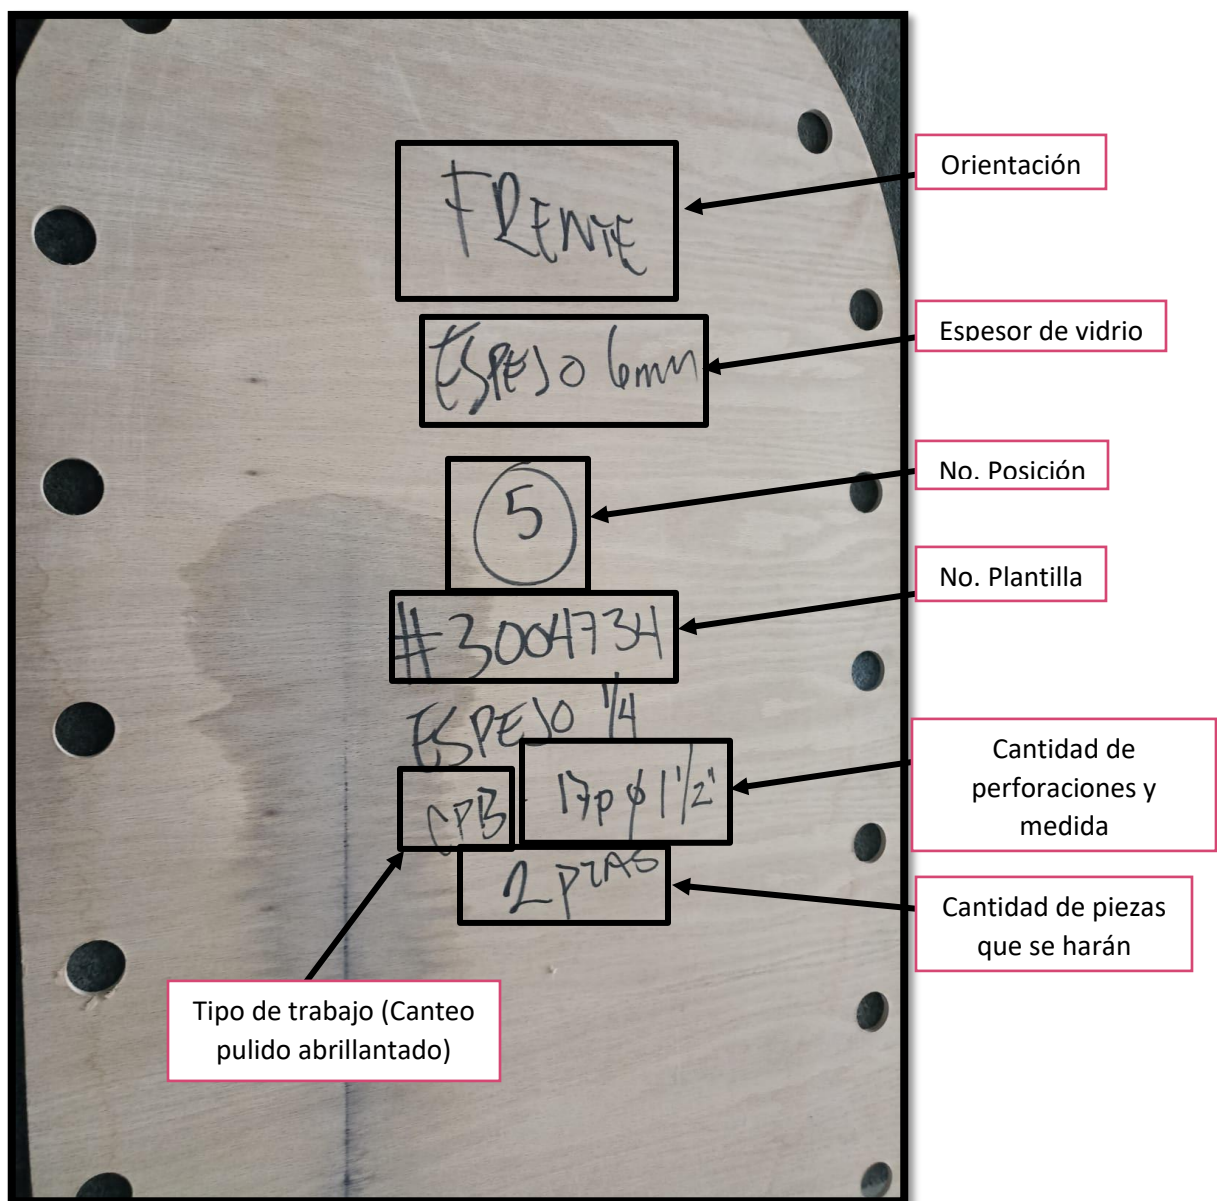 FRENTE
Orientación
ESPEJO 6mm
Espesor de vidrio
5
No. Posición
#3004734
No. Plantilla
ESPEJO 1/4
CPB. 17p ϕ 1 1/2"
Cantidad de
perforaciones y
medida
2 PZAS
Cantidad de piezas
que se harán
Tipo de trabajo (Canteo
pulido abrillantado)